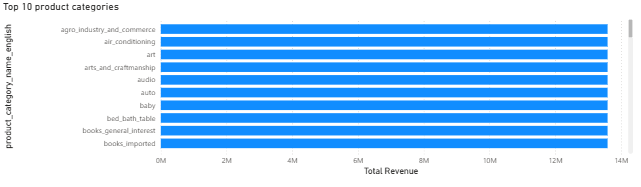 Top 10 product categories
product_category_name_english
agro_industry_and_commerce
air_conditioning
art
arts_and_craftmanship
audio
auto
baby
bed_bath_table
books_general_interest
books_imported
0M 2M 4M 6M 8M 10M 12M 14M
Total Revenue